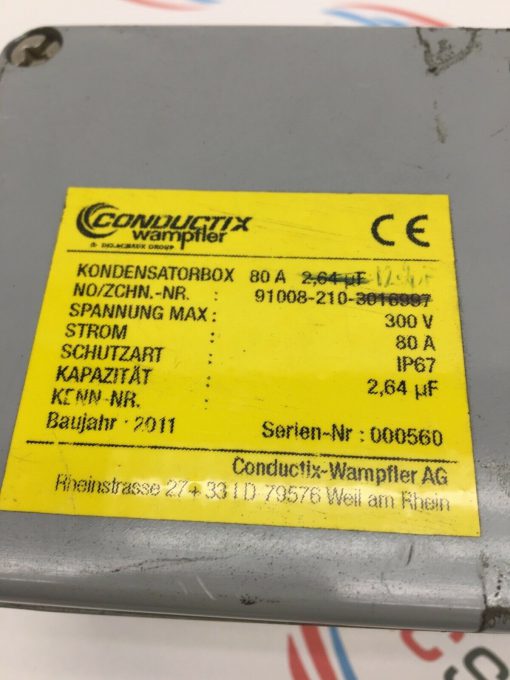 CONDUCTIX
wampfler
DELACHAUX GROUP
CE
KONDENSATORBOX 80 A 2,64 µF
NO/ZCHN.-NR. : 91008-210-3016997
SPANNUNG MAX: 300 V
STROM : 80 A
SCHUTZART : IP67
KAPAZITÄT : 2,64 µF
KENN-NR. :
Baujahr : 2011 Serien-Nr : 000560
Conductix-Wampfler AG
Rheinstrasse 27+ 33 I D-79576 Weil am Rhein